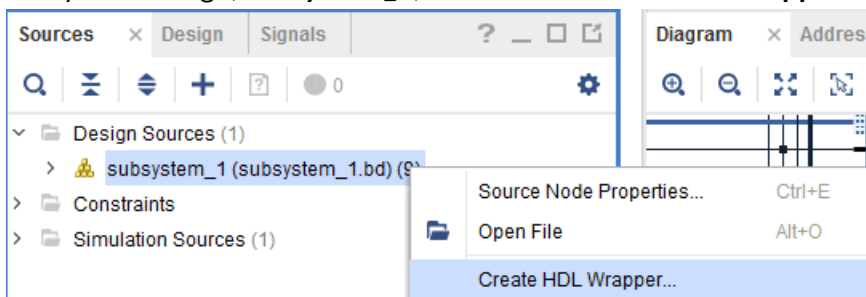 Sources × Design Signals ? _ Diagram × Addres
0
Design Sources (1)
subsystem_1 (subsystem_1.bd) (9)
Source Node Properties... Ctrl+E
Constraints
Open File Alt+O
Simulation Sources (1)
Create HDL Wrapper...